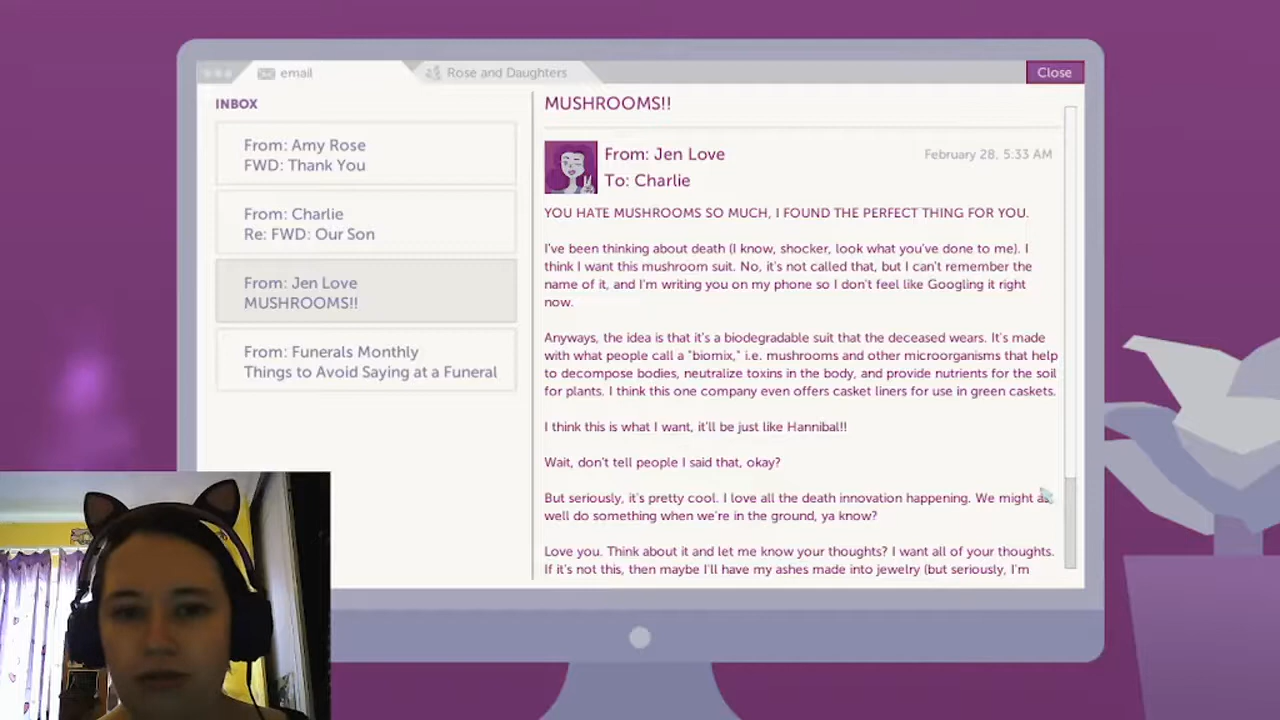 email
Rose and Daughters
Close
INBOX
From: Amy Rose
FWD: Thank You
From: Charlie
Re: FWD: Our Son
From: Jen Love
MUSHROOMS!!
From: Funerals Monthly
Things to Avoid Saying at a Funeral
MUSHROOMS!!
From: Jen Love
February 28, 5:33 AM
To: Charlie
YOU HATE MUSHROOMS SO MUCH, I FOUND THE PERFECT THING FOR YOU.
I've been thinking about death (I know, shocker, look what you've done to me). I
think I want this mushroom suit. No, it's not called that, but I can't remember the
name of it, and I'm writing you on my phone so I don't feel like Googling it right
now.
Anyways, the idea is that it's a biodegradable suit that the deceased wears. It's made
with what people call a "biomix," i.e. mushrooms and other microorganisms that help
to decompose bodies, neutralize toxins in the body, and provide nutrients for the soil
for plants. I think this one company even offers casket liners for use in green caskets.
I think this is what I want, it'll be just like Hannibal!!
Wait, don't tell people I said that, okay?
But seriously, it's pretty cool. I love all the death innovation happening. We might as
well do something when we're in the ground, ya know?
Love you. Think about it and let me know your thoughts? I want all of your thoughts.
If it's not this, then maybe I'll have my ashes made into jewelry (but seriously, I'm